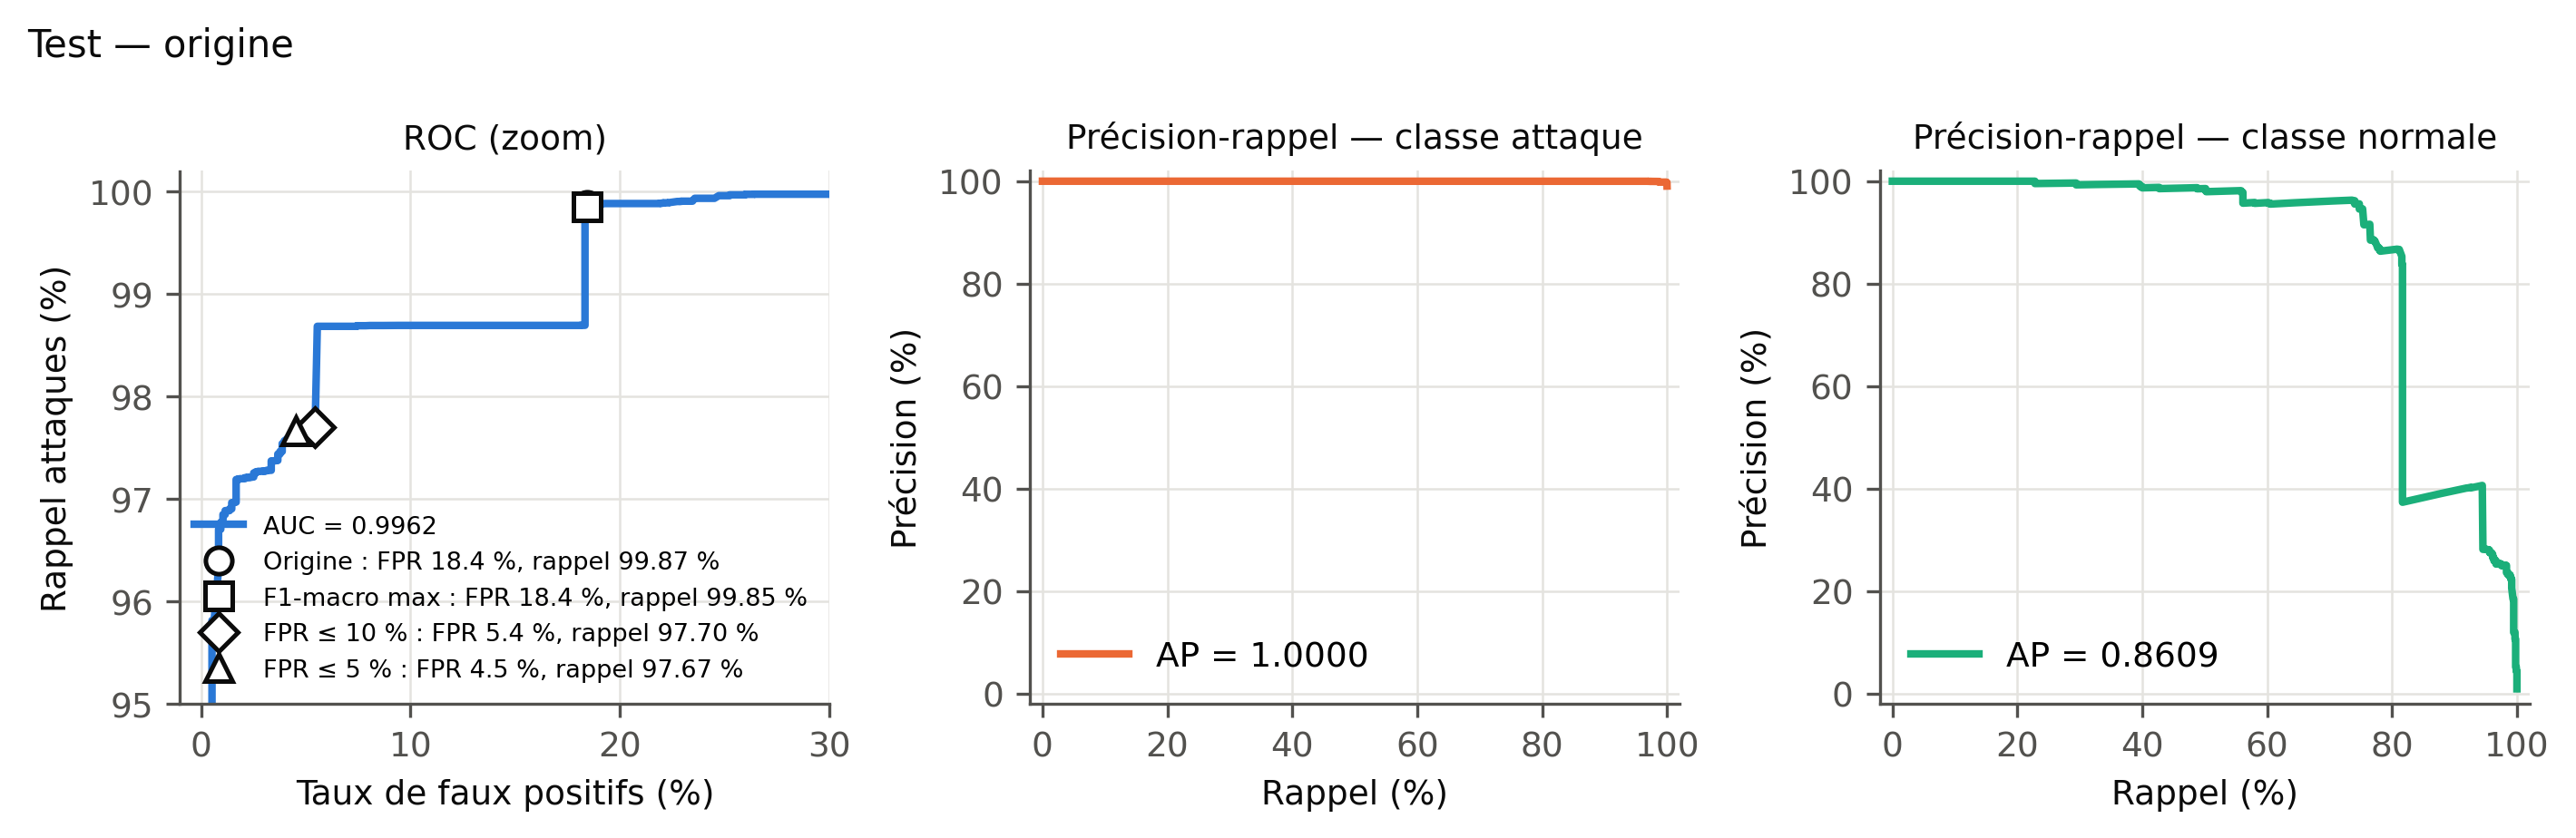 Test — origine
ROC (zoom)
Rappel attaques (%)
100
99
98
97
96
95
AUC = 0.9962
Origine : FPR 18.4 %, rappel 99.87 %
F1-macro max : FPR 18.4 %, rappel 99.85 %
FPR ≤ 10 % : FPR 5.4 %, rappel 97.70 %
FPR ≤ 5 % : FPR 4.5 %, rappel 97.67 %
0 10 20 30
Taux de faux positifs (%)
Précision-rappel — classe attaque
Précision (%)
100
80
60
40
20
0
AP = 1.0000
0 20 40 60 80 100
Rappel (%)
Précision-rappel — classe normale
Précision (%)
100
80
60
40
20
0
AP = 0.8609
0 20 40 60 80 100
Rappel (%)